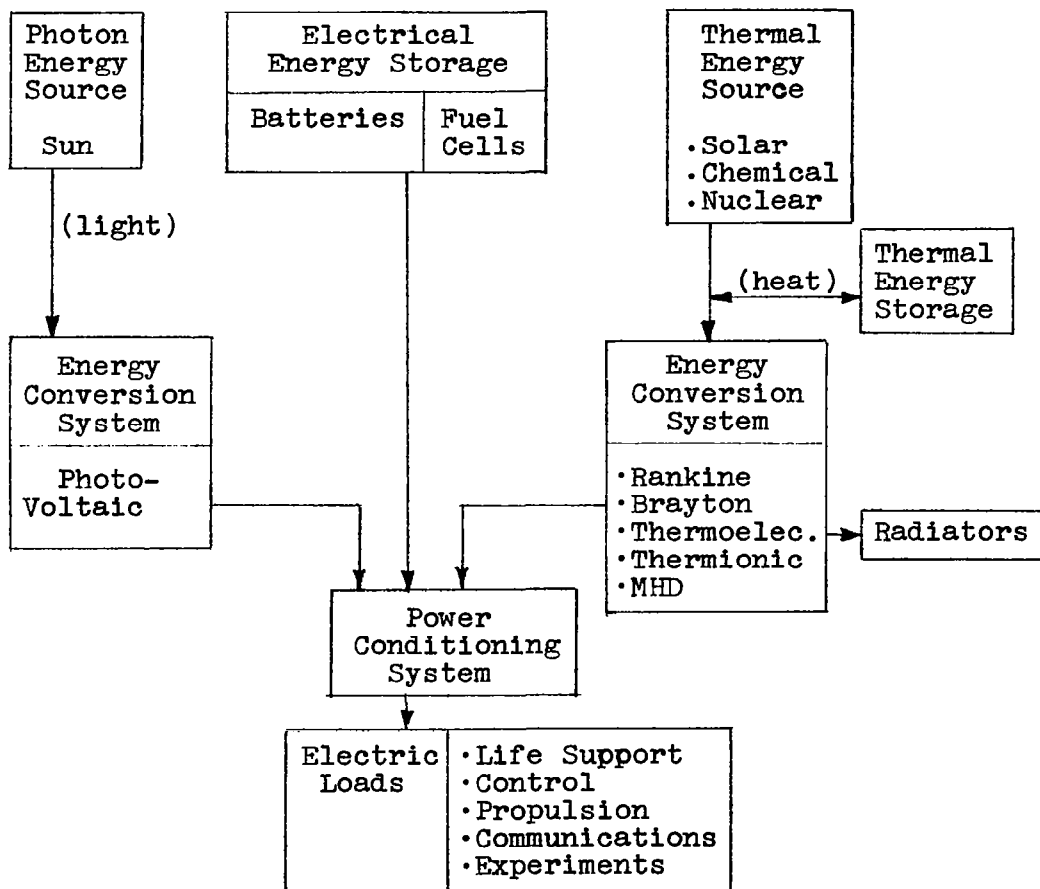 Photon
Energy
Source
Sun
Electrical
Energy Storage
Batteries
Fuel
Cells
Thermal
Energy
Source
·Solar
·Chemical
·Nuclear
(light)
(heat)
Thermal
Energy
Storage
Energy
Conversion
System
Photo-
Voltaic
Energy
Conversion
System
·Rankine
·Brayton
·Thermoelec.
·Thermionic
·MHD
Radiators
Power
Conditioning
System
Electric
Loads
·Life Support
·Control
·Propulsion
·Communications
·Experiments